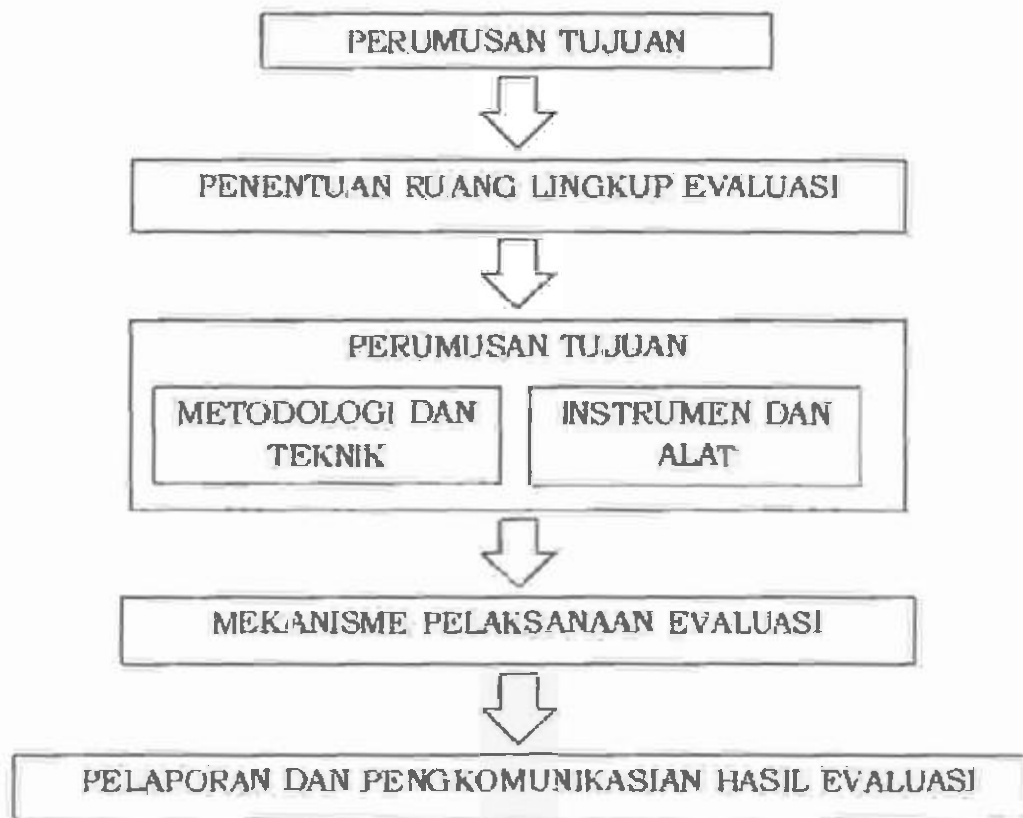 PERUMUSAN TUJUAN
PENENTUAN RUANG LINGKUP EVALUASI
PERUMUSAN TUJUAN
METODOLOGI DAN
TEKNIK
INSTRUMEN DAN
ALAT
MEKANISME PELAKSANAAN EVALUASI
PELAPORAN DAN PENGKOMUNIKASIAN HASIL EVALUASI